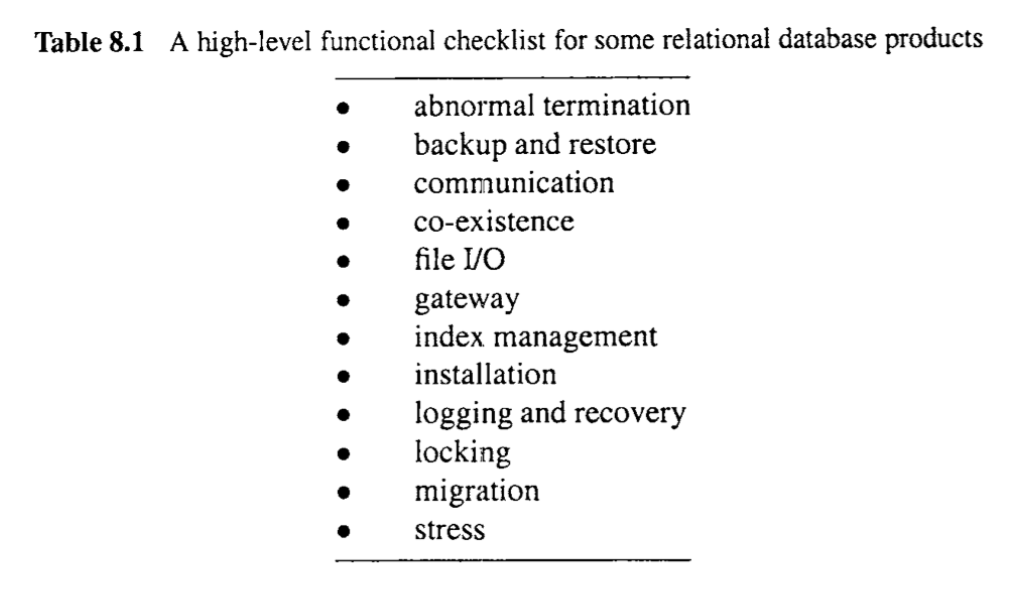 Table 8.1 A high-level functional checklist for some relational database products
• abnormal termination
• backup and restore
• communication
• co-existence
• file I/O
• gateway
• index management
• installation
• logging and recovery
• locking
• migration
• stress